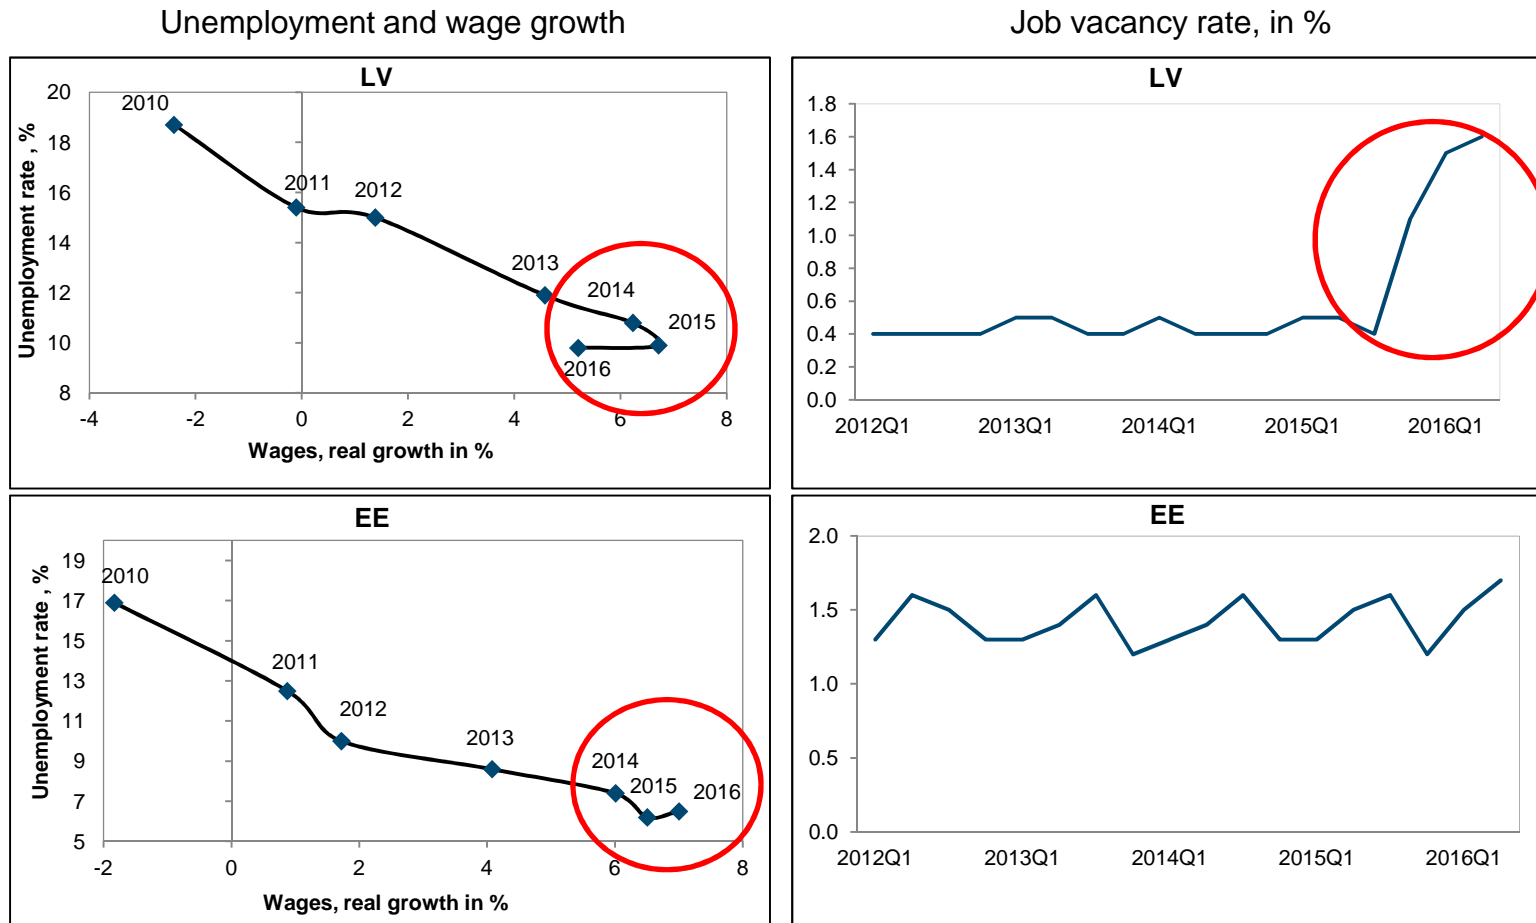 Unemployment and wage growth
Job vacancy rate, in %
LV
Unemployment rate , %
20
18
16
14
12
10
8
2010
2011
2012
2013
2014
2015
2016
-4
-2
0
2
4
6
8
Wages, real growth in %
LV
1.8
1.6
1.4
1.2
1.0
0.8
0.6
0.4
0.2
0.0
2012Q1
2013Q1
2014Q1
2015Q1
2016Q1
EE
Unemployment rate , %
19
17
15
13
11
9
7
5
2010
2011
2012
2013
2014
2015
2016
-2
0
2
4
6
8
Wages, real growth in %
EE
2.0
1.5
1.0
0.5
0.0
2012Q1
2013Q1
2014Q1
2015Q1
2016Q1